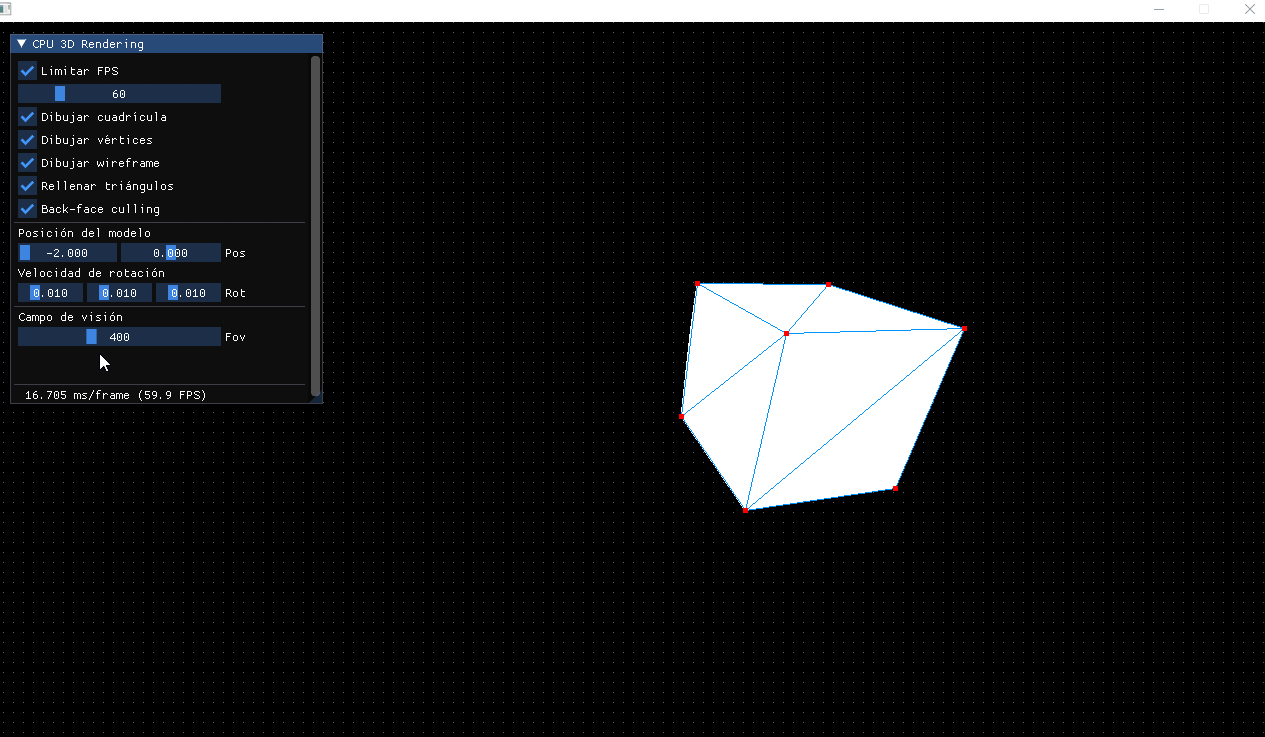 CPU 3D Rendering
Limitar FPS
60
Dibujar cuadrícula
Dibujar vértices
Dibujar wireframe
Rellenar triángulos
Back-face culling
Posición del modelo
-2.000 0.000 Pos
Velocidad de rotación
0.010 0.010 0.010 Rot
Campo de visión
400 Fov
16.705 ms/frame (59.9 FPS)